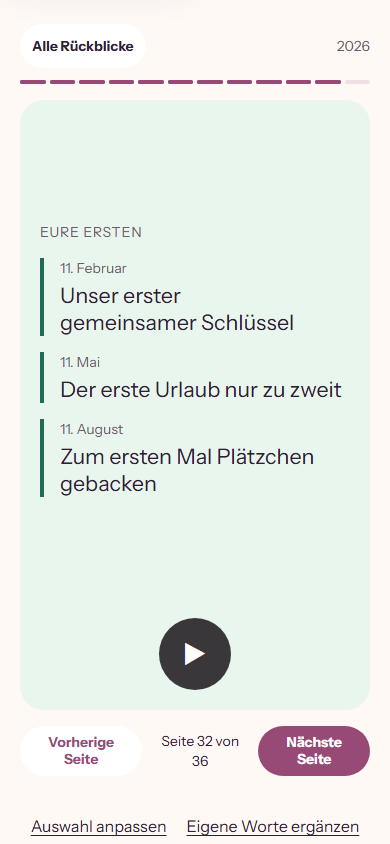 Alle Rückblicke
2026
EURE ERSTEN
11. Februar
Unser erster
gemeinsamer Schlüssel
11. Mai
Der erste Urlaub nur zu zweit
11. August
Zum ersten Mal Plätzchen
gebacken
Vorherige
Seite
Seite 32 von
36
Nächste
Seite
Auswahl anpassen
Eigene Worte ergänzen